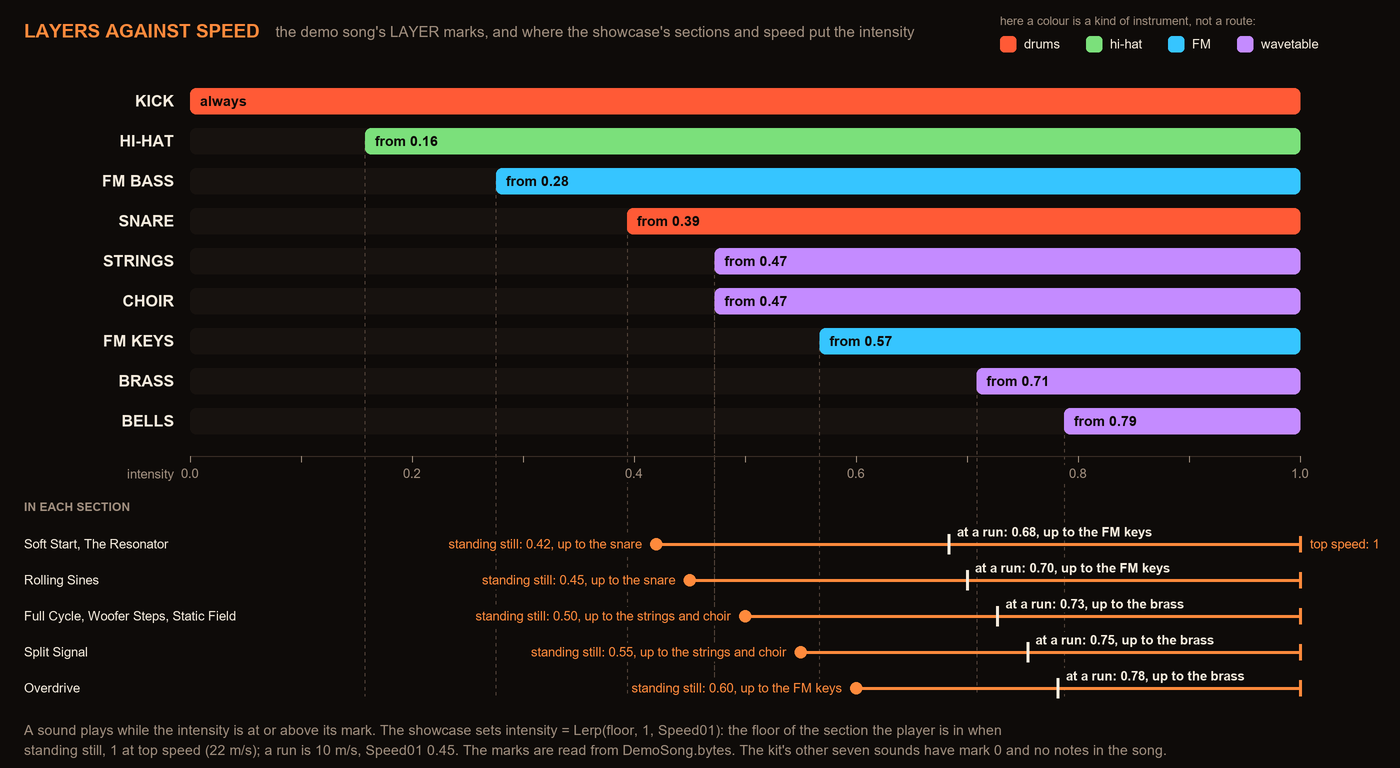 LAYERS AGAINST SPEED the demo song's LAYER marks, and where the showcase's sections and speed put the intensity
here a colour is a kind of instrument, not a route:
drums hi-hat FM wavetable
KICK always
HI-HAT from 0.16
FM BASS from 0.28
SNARE from 0.39
STRINGS from 0.47
CHOIR from 0.47
FM KEYS from 0.57
BRASS from 0.71
BELLS from 0.79
intensity 0.0 0.2 0.4 0.6 0.8 1.0
IN EACH SECTION
Soft Start, The Resonator standing still: 0.42, up to the snare at a run: 0.68, up to the FM keys top speed: 1
Rolling Sines standing still: 0.45, up to the snare at a run: 0.70, up to the FM keys
Full Cycle, Woofer Steps, Static Field standing still: 0.50, up to the strings and choir at a run: 0.73, up to the brass
Split Signal standing still: 0.55, up to the strings and choir at a run: 0.75, up to the brass
Overdrive standing still: 0.60, up to the FM keys at a run: 0.78, up to the brass
A sound plays while the intensity is at or above its mark. The showcase sets intensity = Lerp(floor, 1, Speed01): the floor of the section the player is in when
standing still, 1 at top speed (22 m/s); a run is 10 m/s, Speed01 0.45. The marks are read from DemoSong.bytes. The kit's other seven sounds have mark 0 and no notes in the song.